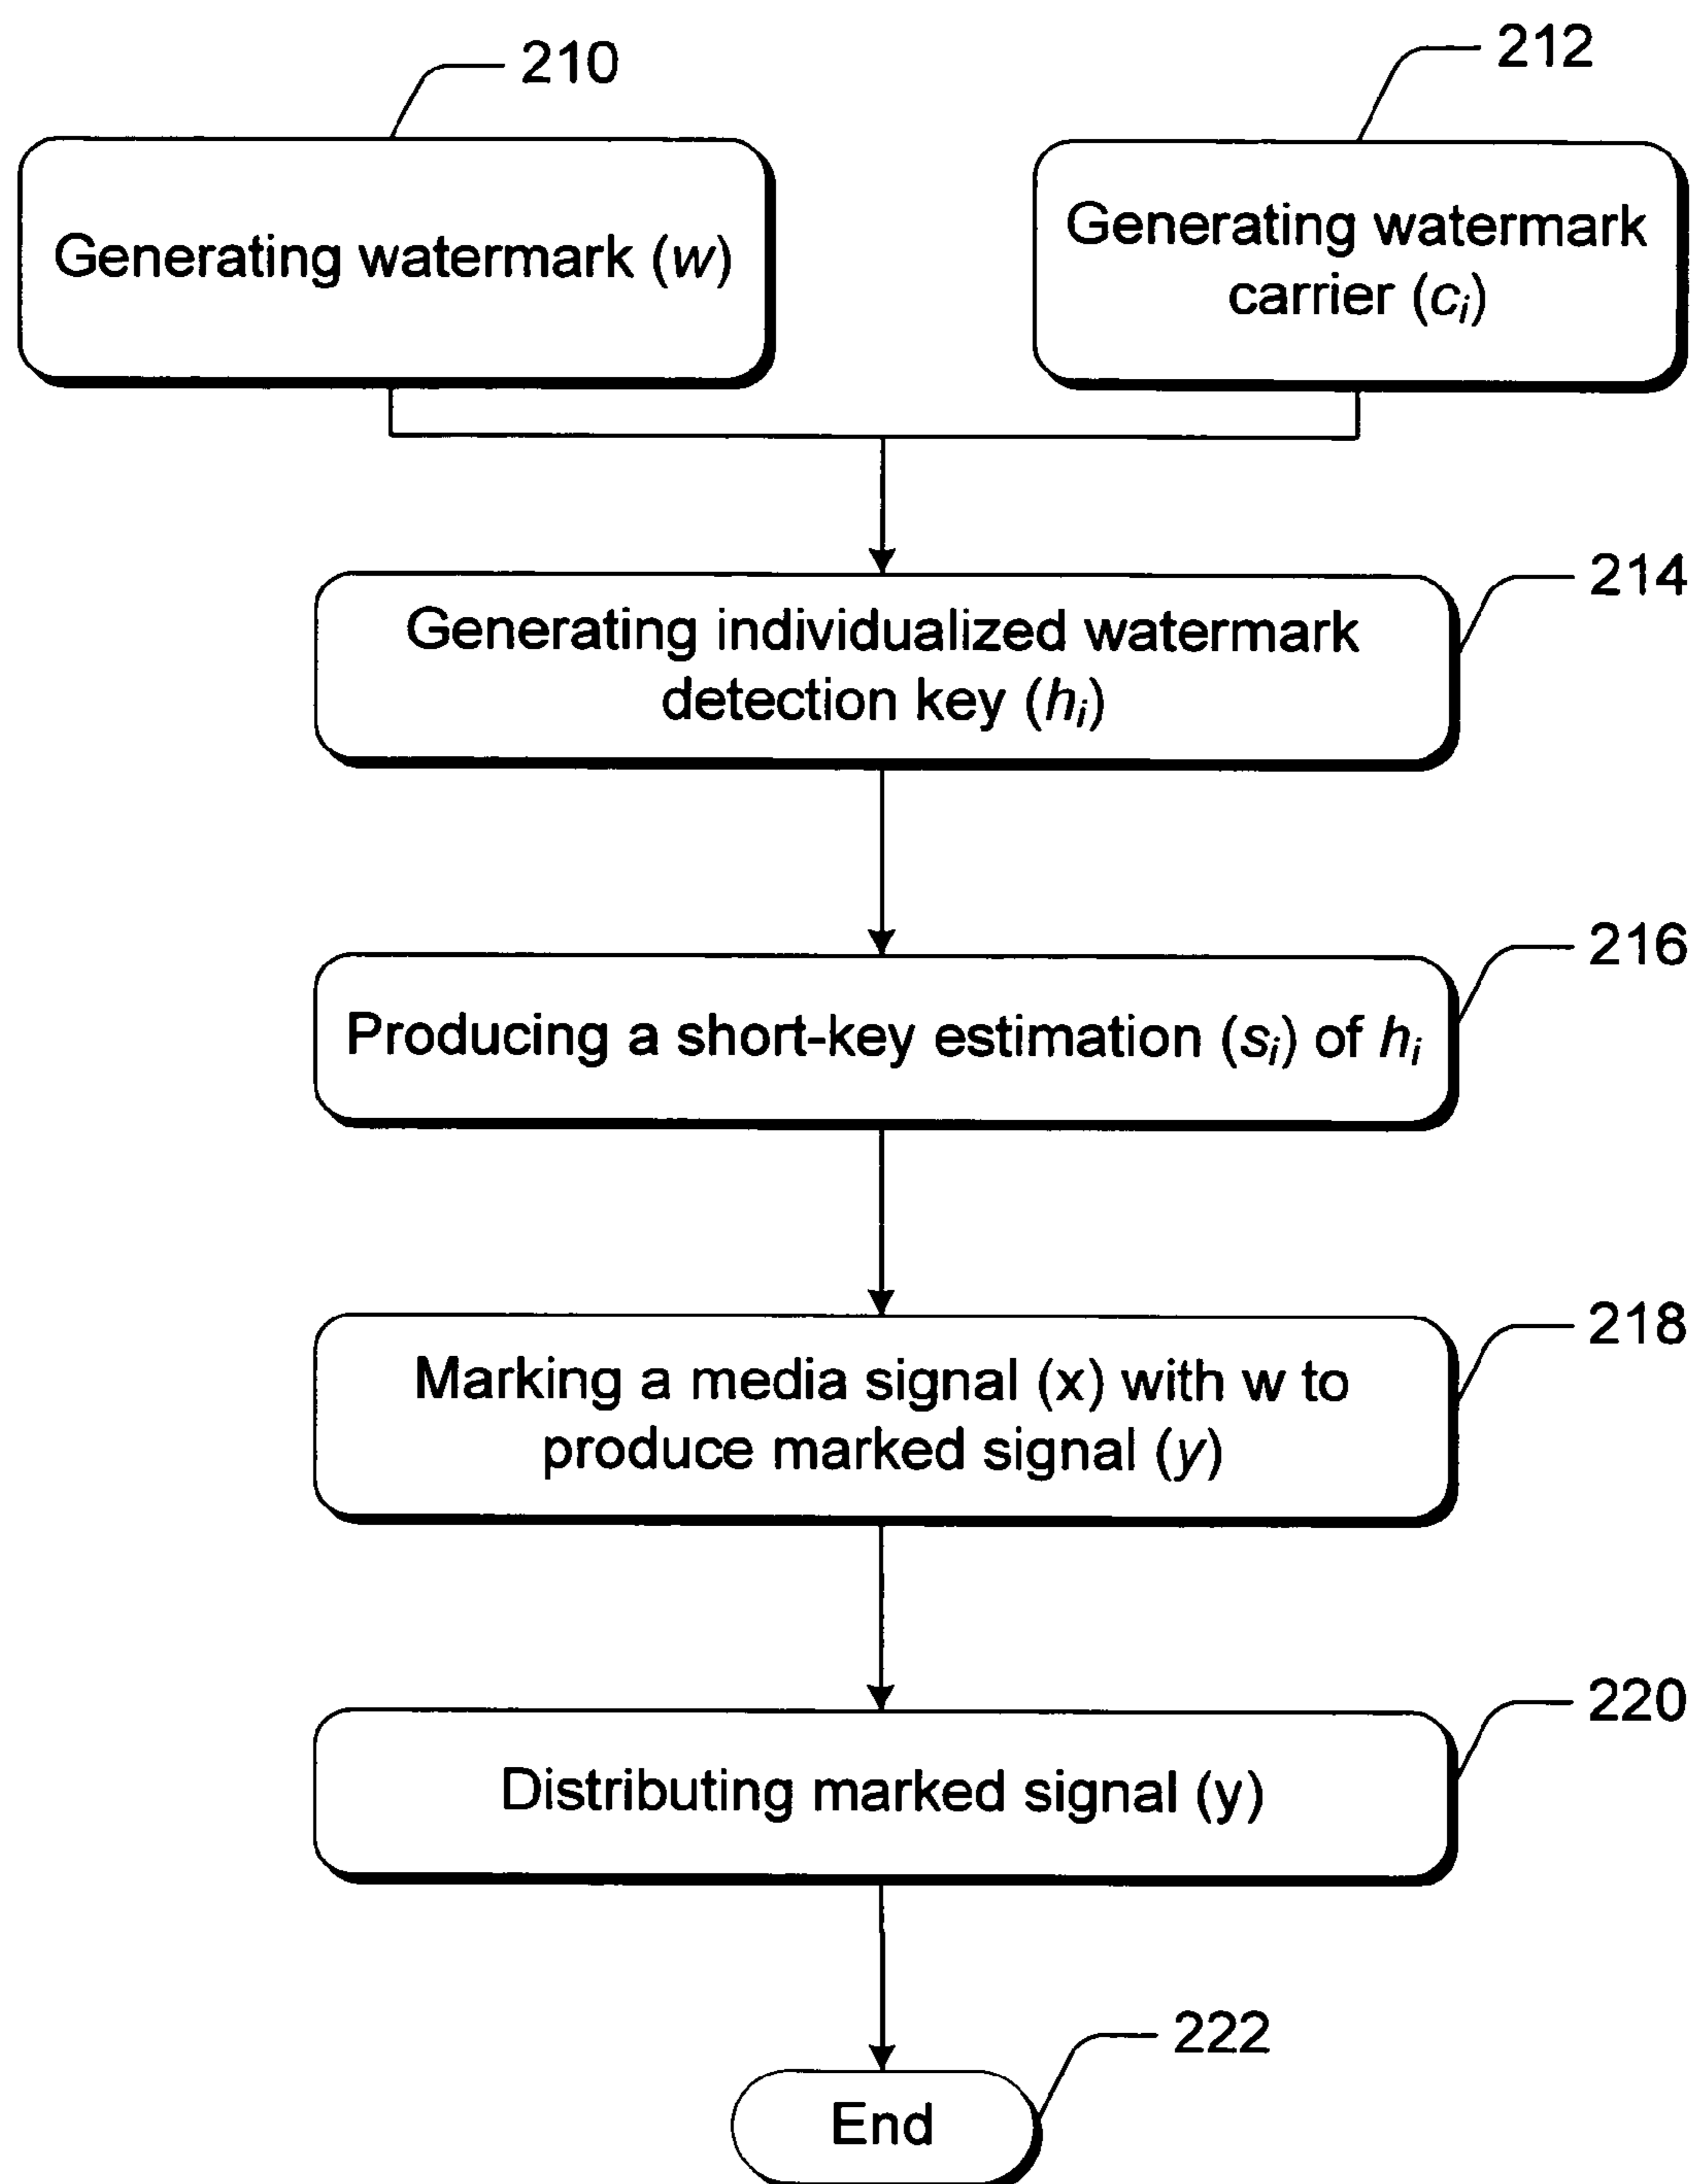 210
212
Generating watermark (w)
Generating watermark
carrier (cᵢ)
214
Generating individualized watermark
detection key (hᵢ)
216
Producing a short-key estimation (sᵢ) of hᵢ
218
Marking a media signal (x) with w to
produce marked signal (y)
220
Distributing marked signal (y)
222
End